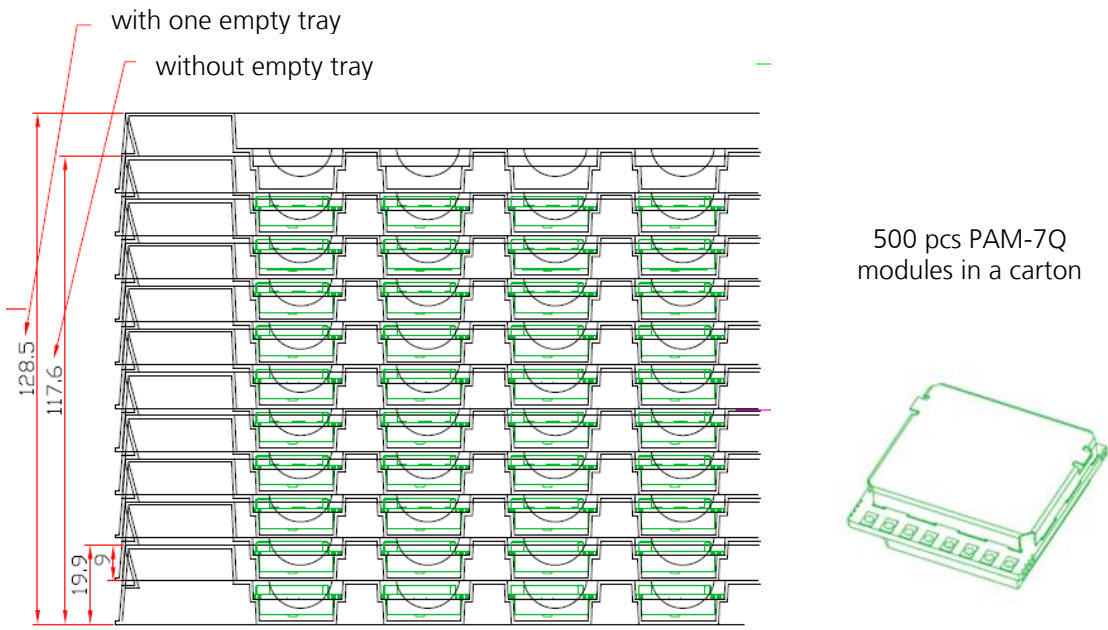 with one empty tray
without empty tray
500 pcs PAM-7Q
modules in a carton
128.5
117.6
19.9
9